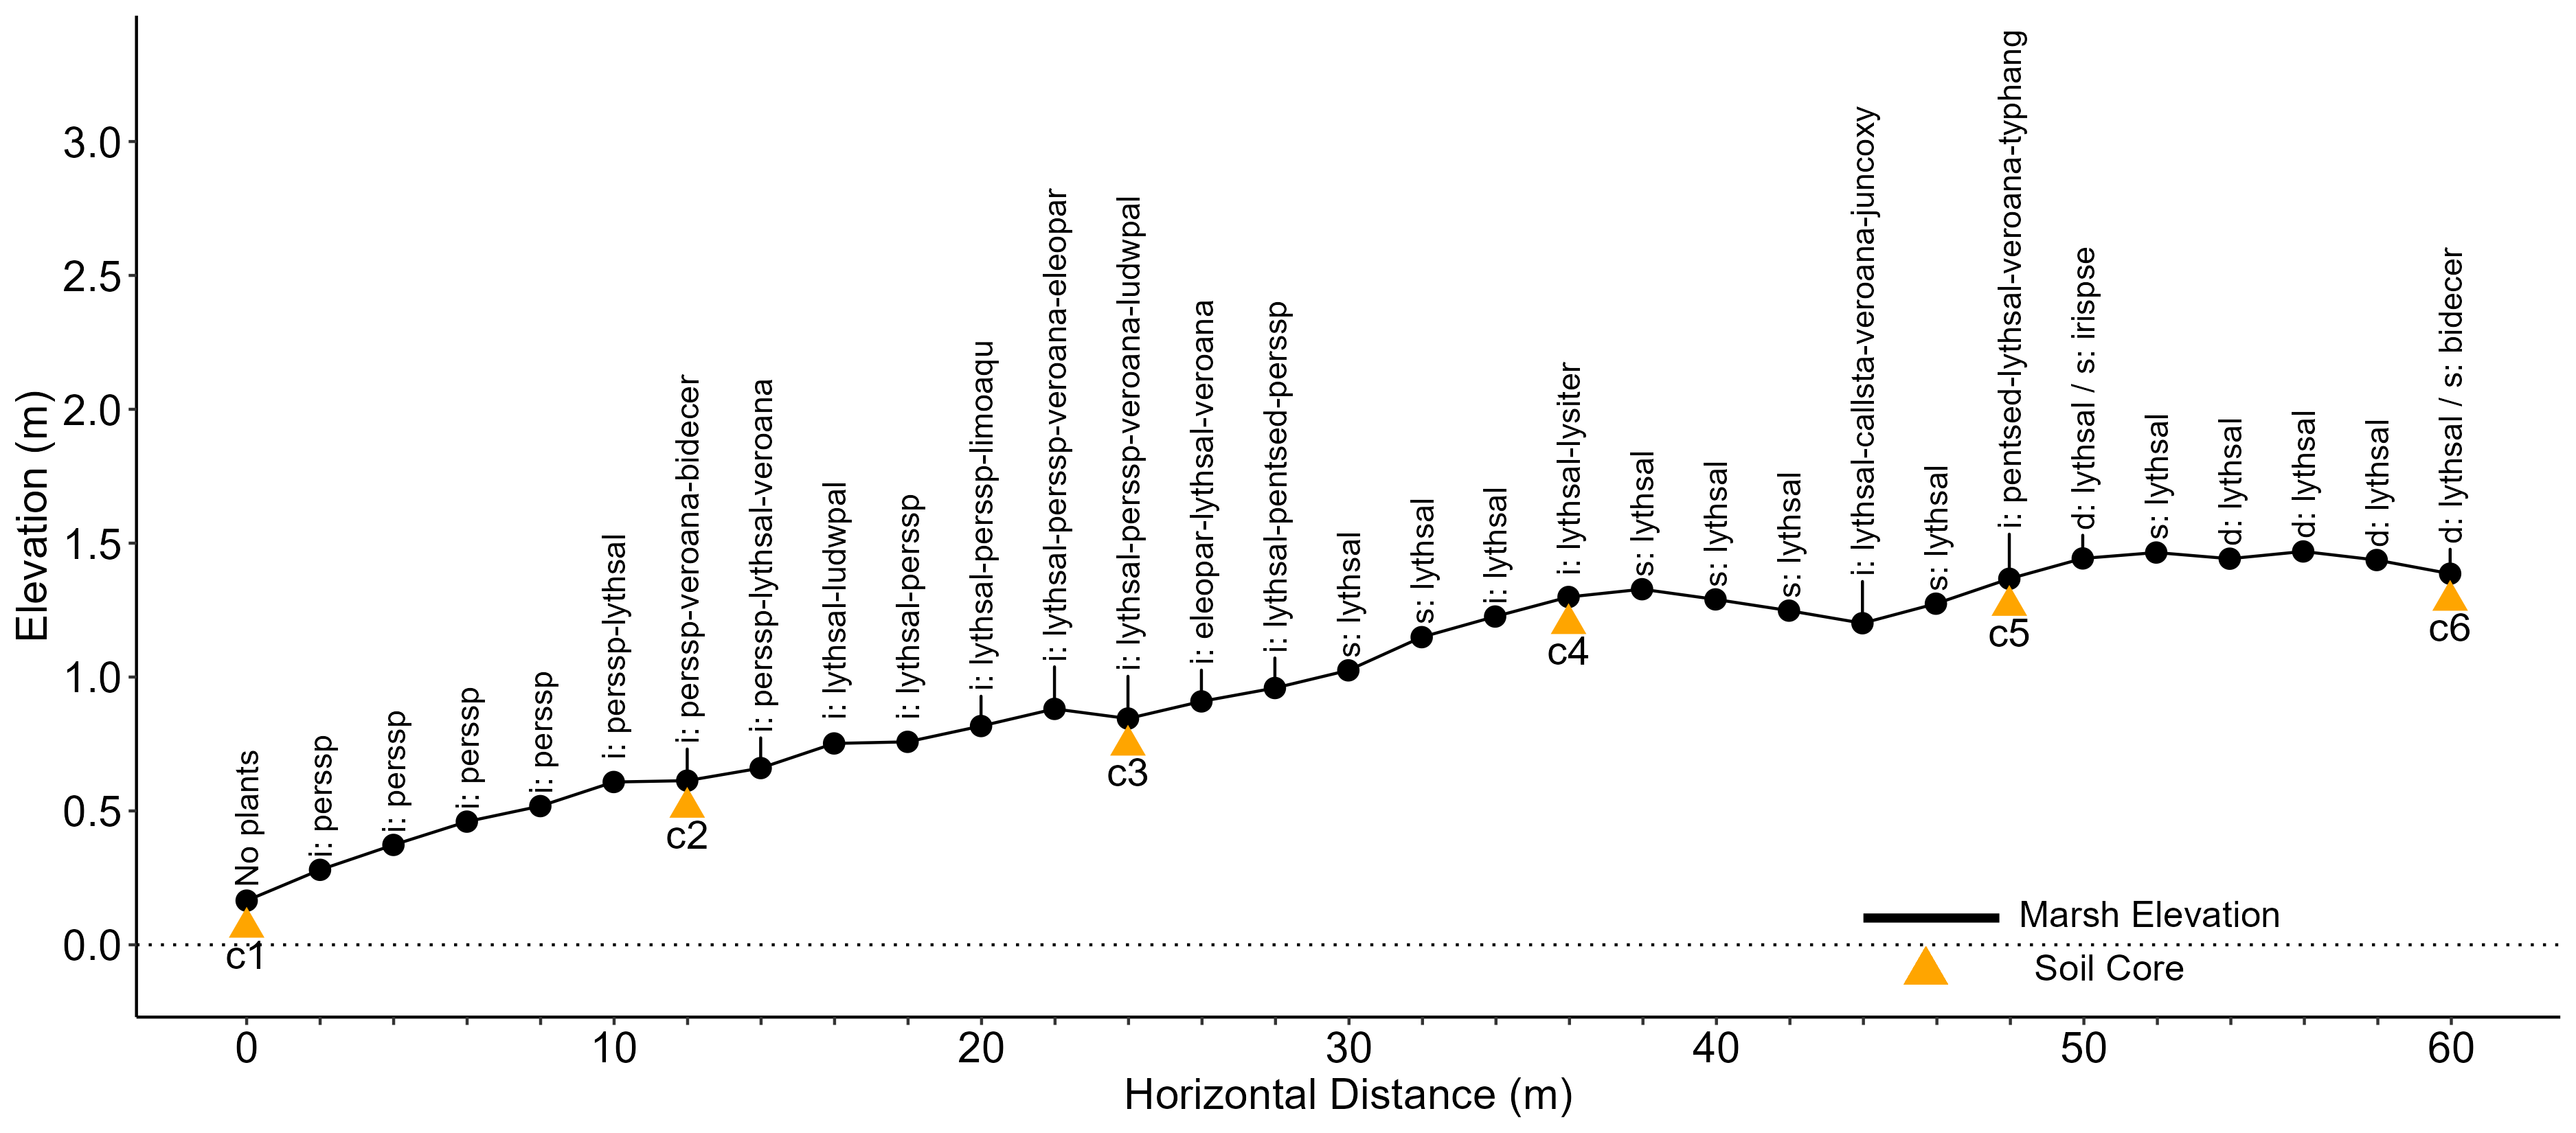 Elevation (m)
3.0
2.5
2.0
1.5
1.0
0.5
0.0
No plants
i: perssp
i: perssp
i: perssp
i: perssp
i: perssp-lythsal
i: perssp-veroana-bidecer
i: perssp-lythsal-veroana
i: lythsal-ludwpal
i: lythsal-perssp
i: lythsal-perssp-limoaqu
i: lythsal-perssp-veroana-eleopar
i: lythsal-perssp-veroana-ludwpal
i: eleopar-lythsal-veroana
i: lythsal-pentsed-perssp
s: lythsal
s: lythsal
i: lythsal
i: lythsal-lysiter
s: lythsal
s: lythsal
s: lythsal
i: lythsal-callsta-veroana-juncoxy
s: lythsal
i: pentsed-lythsal-veroana-typhang
d: lythsal / s: irispse
s: lythsal
d: lythsal
d: lythsal
d: lythsal
d: lythsal / s: bidecer
c1
c2
c3
c4
c5
c6
Marsh Elevation
Soil Core
0
10
20
30
40
50
60
Horizontal Distance (m)